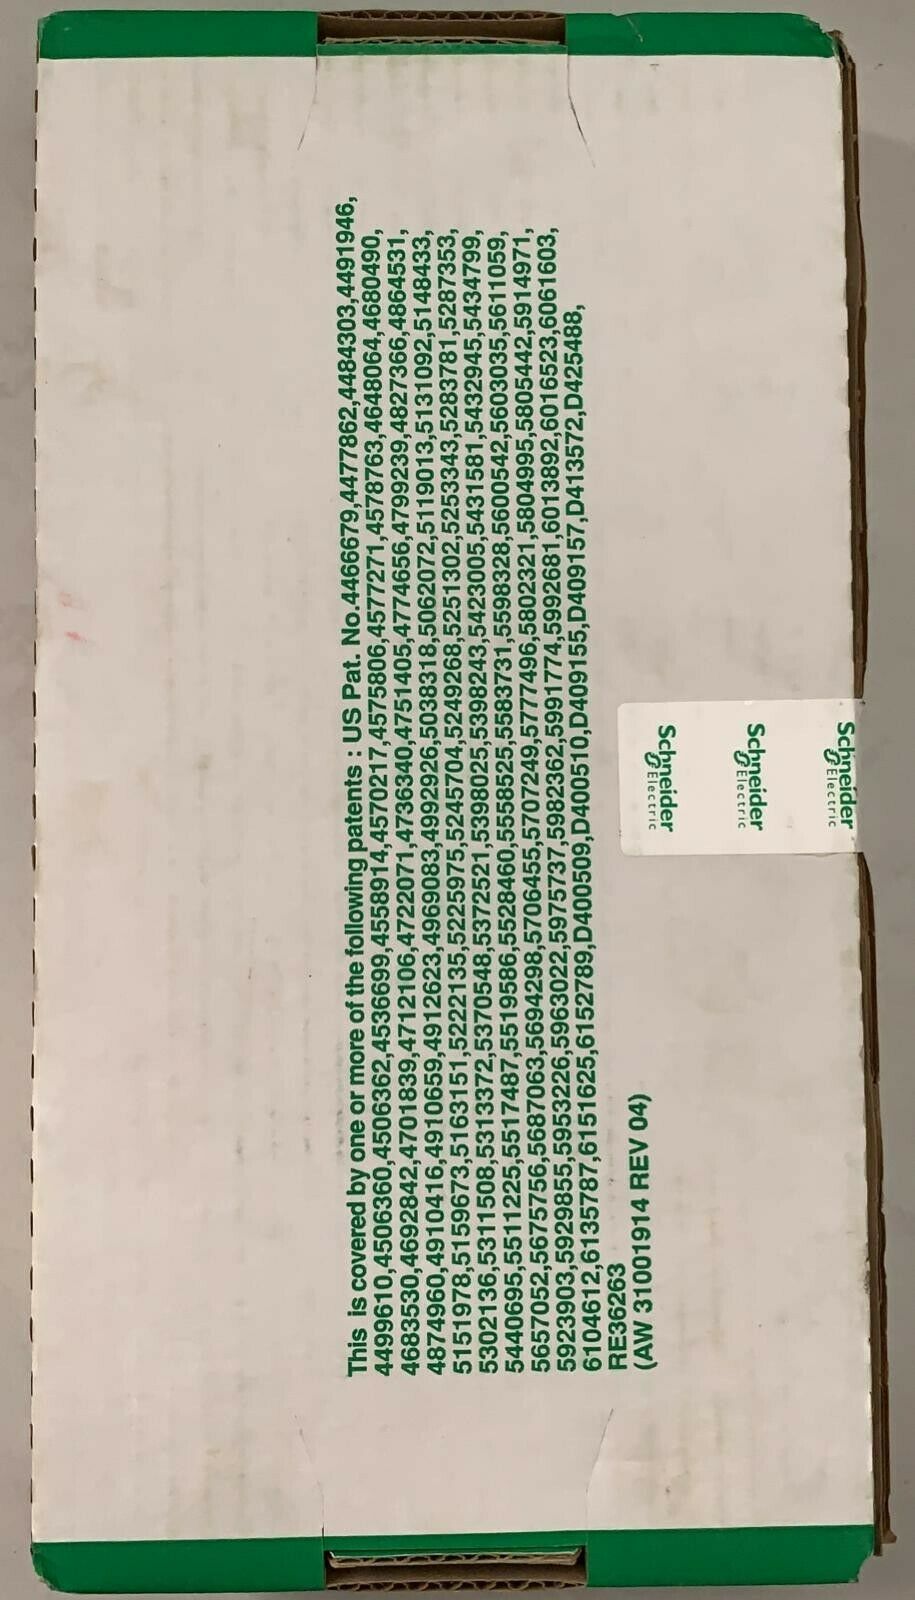 This is covered by one or more of the following patents : US Pat. No.4466679,4477862,4484303,4491946,
4499610,4506360,4506362,4536699,4558914,4570217,4575806,4577271,4578763,4648064,4680490,
4683530,4692842,4701839,4712106,4722071,4736340,4751405,4774656,4799239,4827366,4864531,
4874960,4910416,4910659,4912623,4969083,4992926,5038318,5062072,5119013,5131092,5148433,
5151978,5159673,5163151,5222135,5225975,5245704,5249268,5251302,5253343,5283781,5287353,
5302136,5311508,5313372,5370548,5372521,5398025,5398243,5423005,5431581,5432945,5434799,
5440695,5511225,5517487,5519586,5528460,5558525,5583731,5598328,5600542,5603035,5611059,
5657052,5675756,5687063,5694298,5706455,5707249,5777496,5802321,5804995,5805442,5914971,
5923903,5929855,5953226,5963022,5975737,5982362,5991774,5992681,6013892,6016523,6061603,
6104612,6135787,6151625,6152789,D400509,D400510,D409155,D409157,D413572,D425488,
RE36263
(AW 31001914 REV 04)
Schneider
Electric
Schneider
Electric
Schneider
Electric